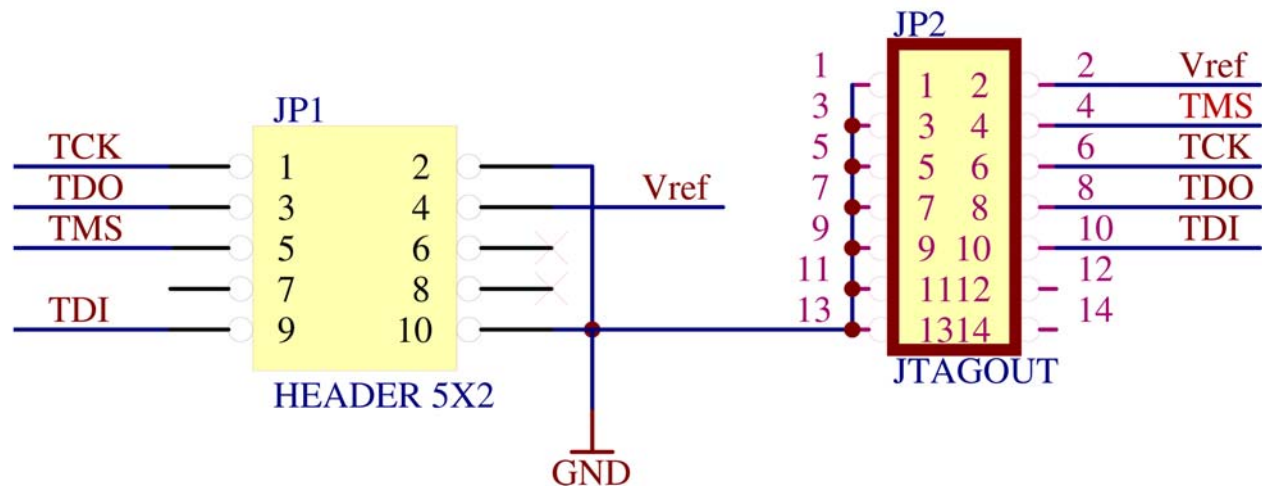 JP2
1 1 2 2 Vref
3 3 4 4 TMS
5 5 6 6 TCK
7 7 8 8 TDO
9 9 10 10 TDI
11 11 12 12
13 13 14 14
JTAGOUT
JP1
TCK 1 2
TDO 3 4 Vref
TMS 5 6
7 8
TDI 9 10
HEADER 5X2
GND